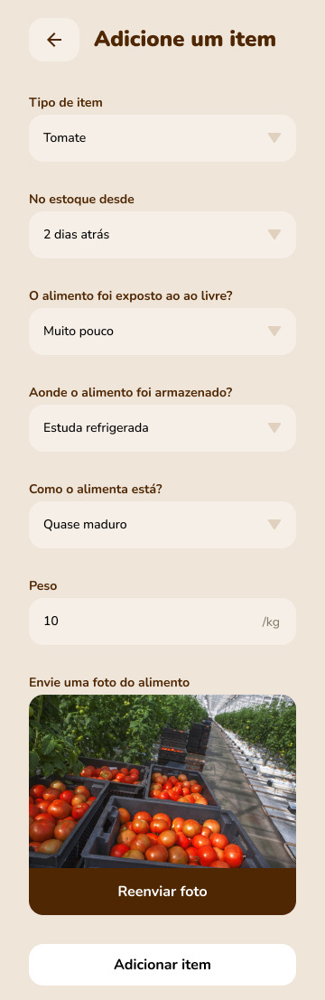 Adicione um item
Tipo de item
Tomate
No estoque desde
2 dias atrás
O alimento foi exposto ao ao livre?
Muito pouco
Aonde o alimento foi armazenado?
Estuda refrigerada
Como o alimenta está?
Quase maduro
Peso
10 /kg
Envie uma foto do alimento
Reenviar foto
Adicionar item